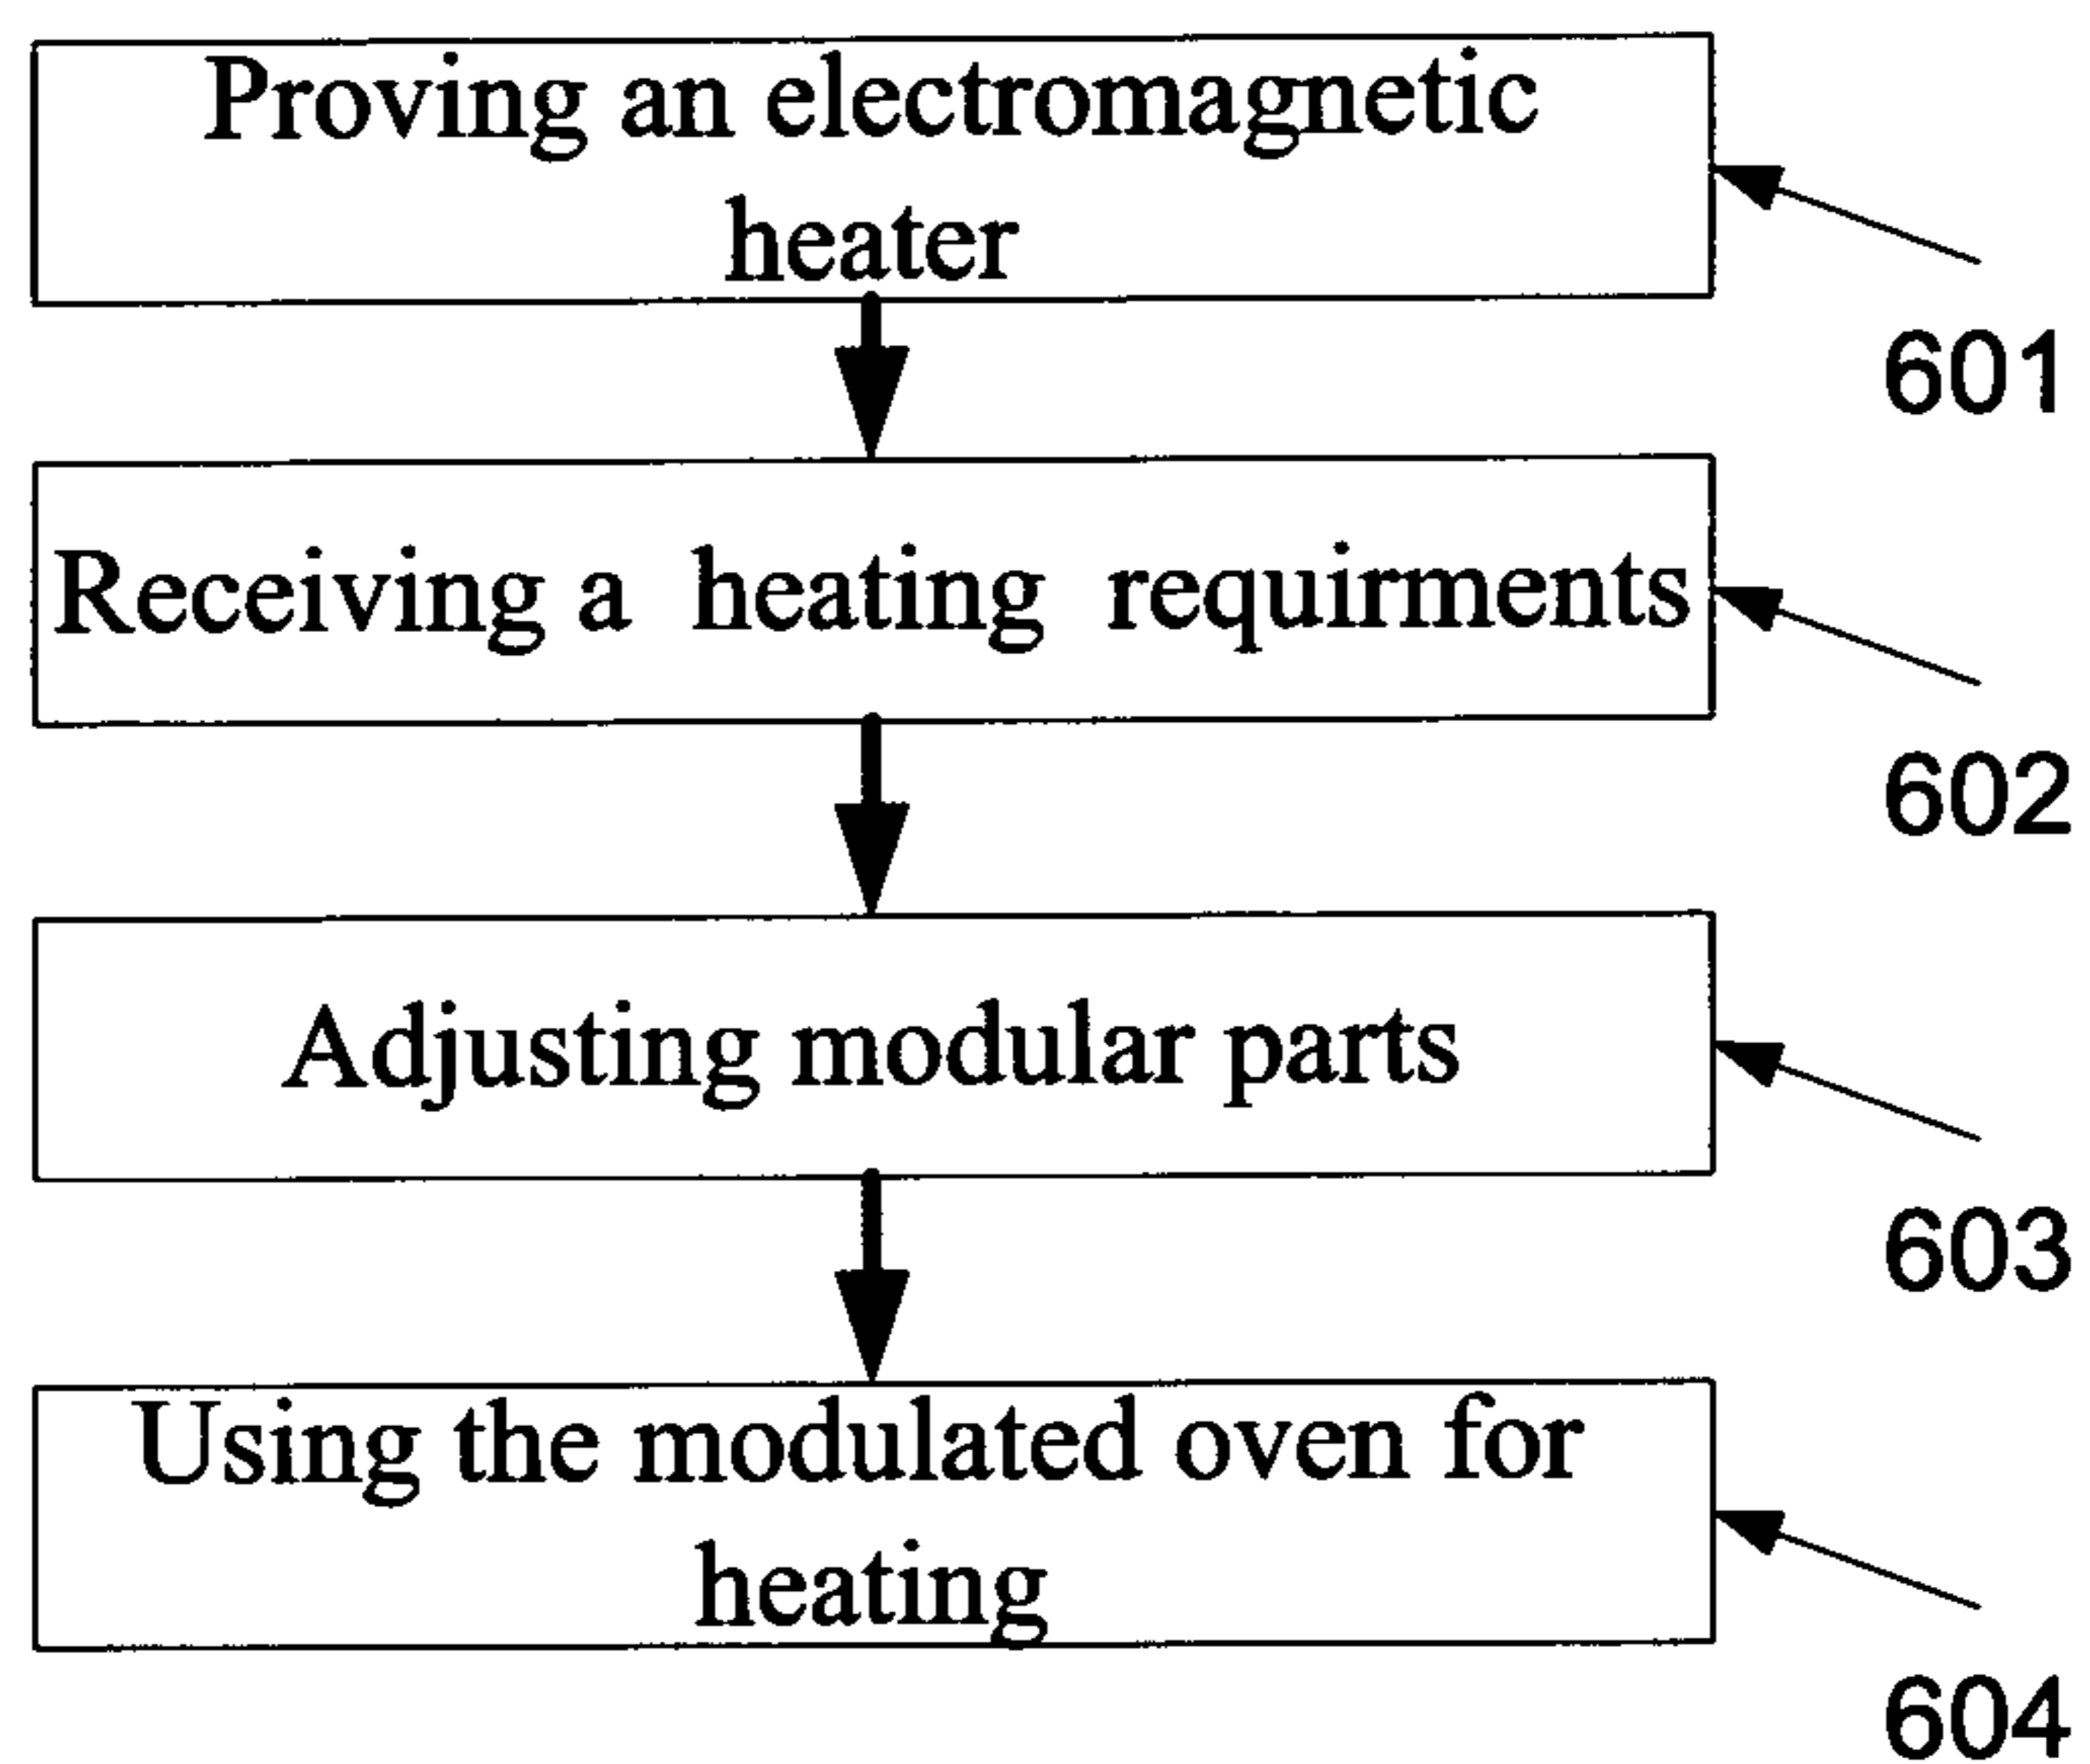 Proving an electromagnetic
heater
601
Receiving a heating requirments
602
Adjusting modular parts
603
Using the modulated oven for
heating
604